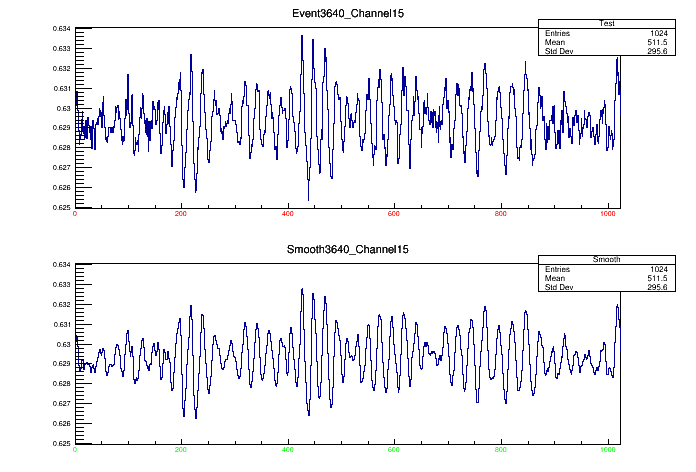 Event3640_Channel15
Test
Entries 1024
Mean 511.5
Std Dev 295.6
0.634
0.633
0.632
0.631
0.63
0.629
0.628
0.627
0.626
0.625
0 200 400 600 800 1000
Smooth3640_Channel15
Smooth
Entries 1024
Mean 511.5
Std Dev 295.6
0.634
0.633
0.632
0.631
0.63
0.629
0.628
0.627
0.626
0.625
0 200 400 600 800 1000